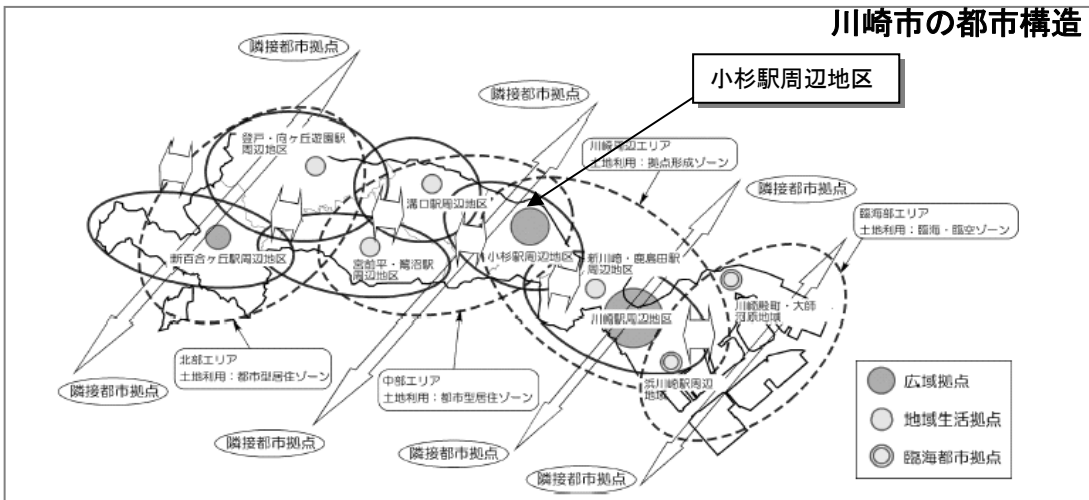 川崎市の都市構造
小杉駅周辺地区
隣接都市拠点
隣接都市拠点
隣接都市拠点
登戸・向ヶ丘遊園駅
周辺地区
川崎周辺エリア
土地利用：拠点形成ゾーン
溝口駅周辺地区
臨海部エリア
土地利用：臨海・臨空ゾーン
新百合ヶ丘駅周辺地区
宮前平・鷺沼駅
周辺地区
小杉駅周辺地区
新川崎・鹿島田駅
周辺地区
川崎駅周辺地区
川崎殿町・大師
河原地域
浜川崎駅周辺
地域
北部エリア
土地利用：都市型居住ゾーン
中部エリア
土地利用：都市型居住ゾーン
隣接都市拠点
隣接都市拠点
隣接都市拠点
隣接都市拠点
広域拠点
地域生活拠点
臨海都市拠点